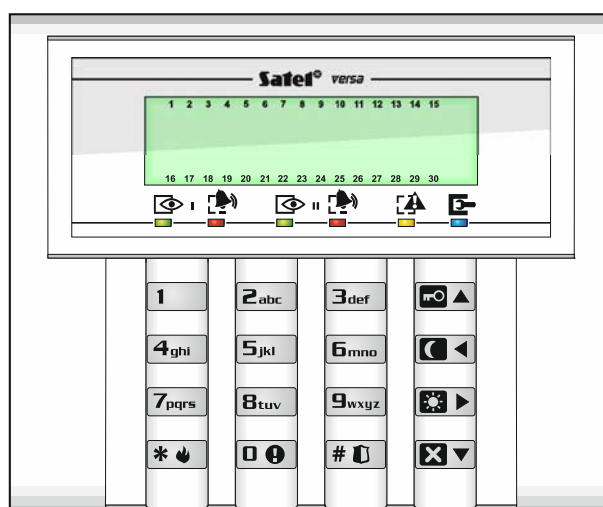 Satel® versa
1 2 3 4 5 6 7 8 9 10 11 12 13 14 15
16 17 18 19 20 21 22 23 24 25 26 27 28 29 30
I II
1 2abc 3def
4ghi 5jkl 6mno
7pqrs 8tuv 9wxyz
* 0 #